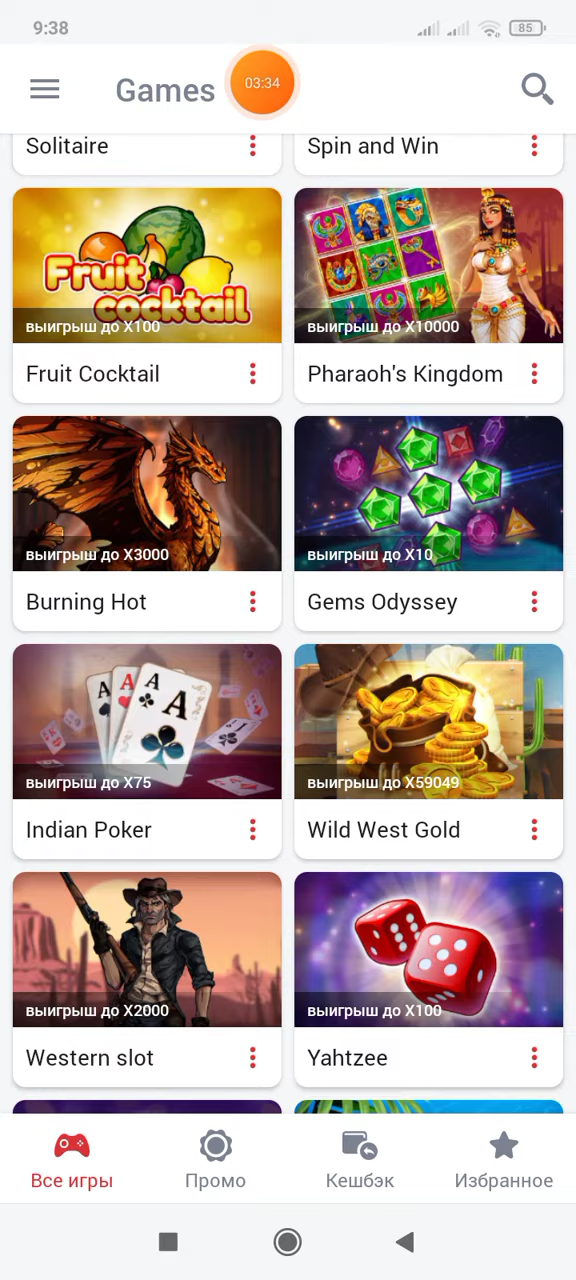 9:38
85
Games
03:34
Solitaire
Spin and Win
Fruit
cocktail
выигрыш до X100
выигрыш до X10000
Fruit Cocktail
Pharaoh's Kingdom
выигрыш до X3000
выигрыш до X10
Burning Hot
Gems Odyssey
A
A
A
A
J
выигрыш до X75
выигрыш до X59049
Indian Poker
Wild West Gold
выигрыш до X2000
выигрыш до X100
Western slot
Yahtzee
Все игры
Промо
Кешбэк
Избранное